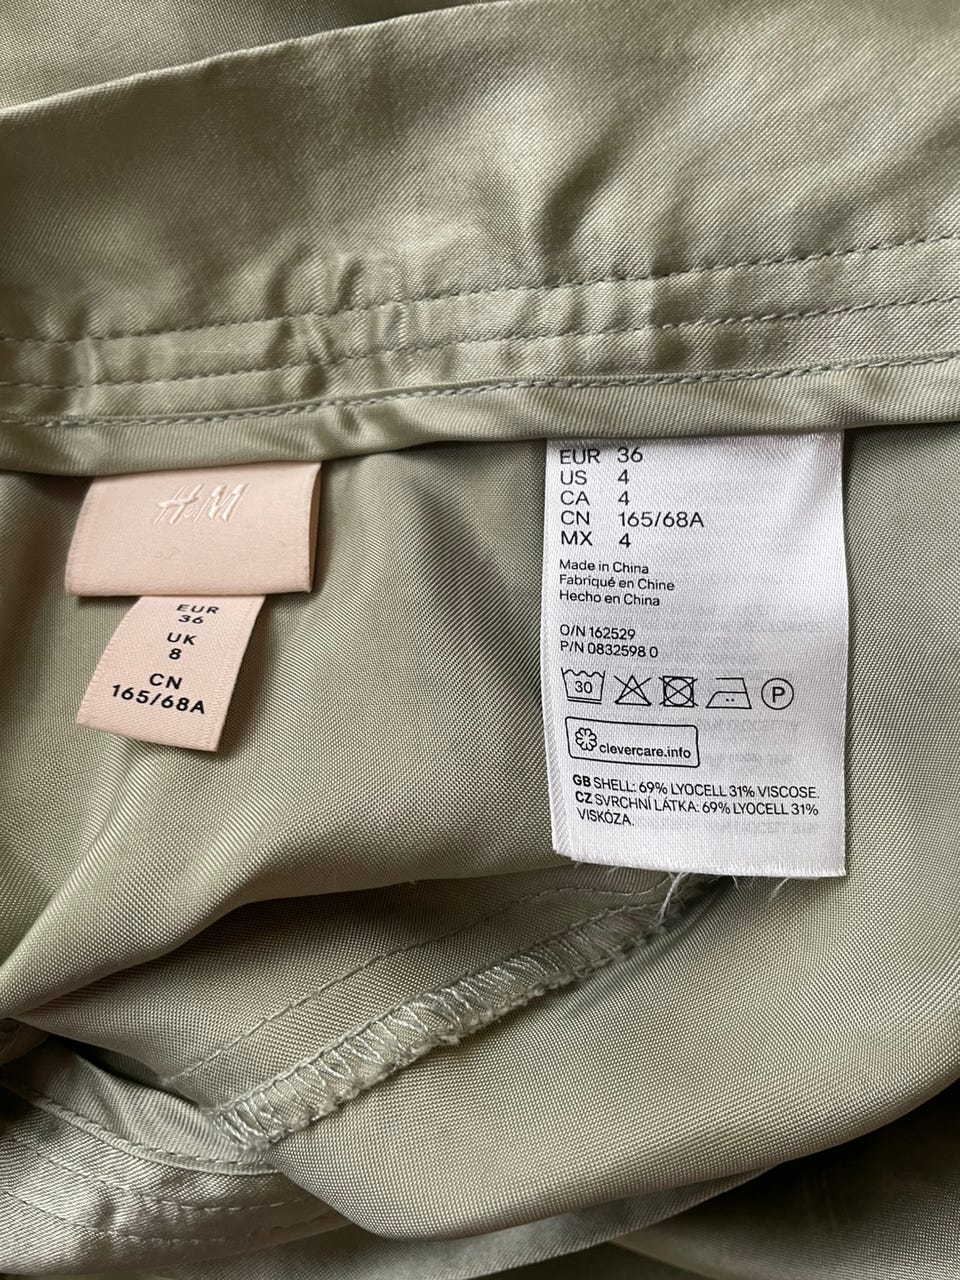 H&M
EUR
36
UK
8
CN
165/68A
EUR 36
US 4
CA 4
CN 165/68A
MX 4
Made in China
Fabriqué en Chine
Hecho en China
O/N 162529
P/N 0832598 0
30
P
clevercare.info
GB SHELL: 69% LYOCELL 31% VISCOSE.
CZ SVRCHNÍ LÁTKA: 69% LYOCELL 31%
VISKÓZA.